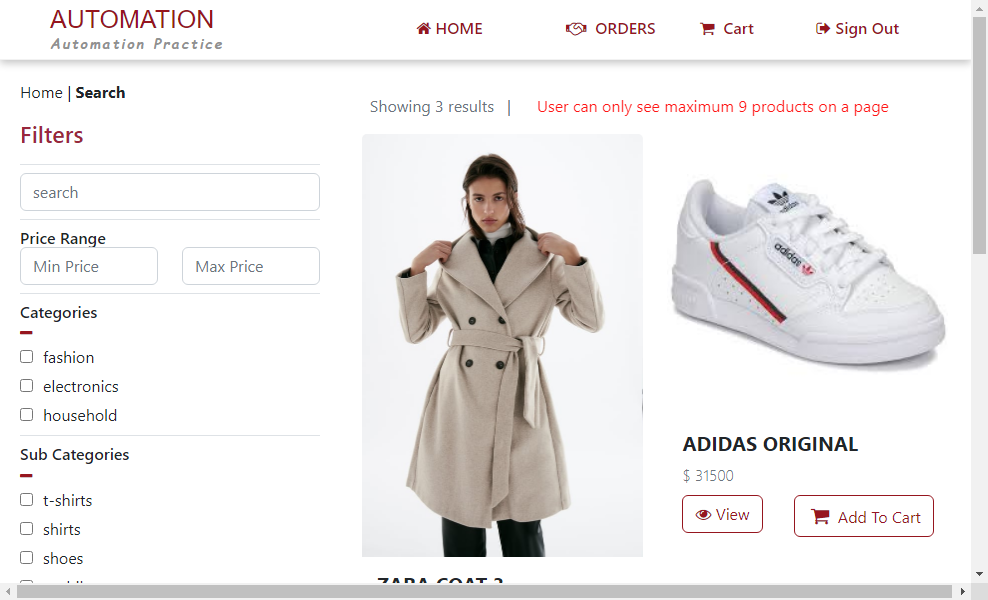 AUTOMATION
Automation Practice
HOME
ORDERS
Cart
Sign Out
Home | Search
Showing 3 results |
User can only see maximum 9 products on a page
Filters
search
Price Range
Min Price
Max Price
Categories
fashion
electronics
household
Sub Categories
t-shirts
shirts
shoes
adidas
adidas
ADIDAS ORIGINAL
$ 31500
View
Add To Cart
ZARA COAT 3